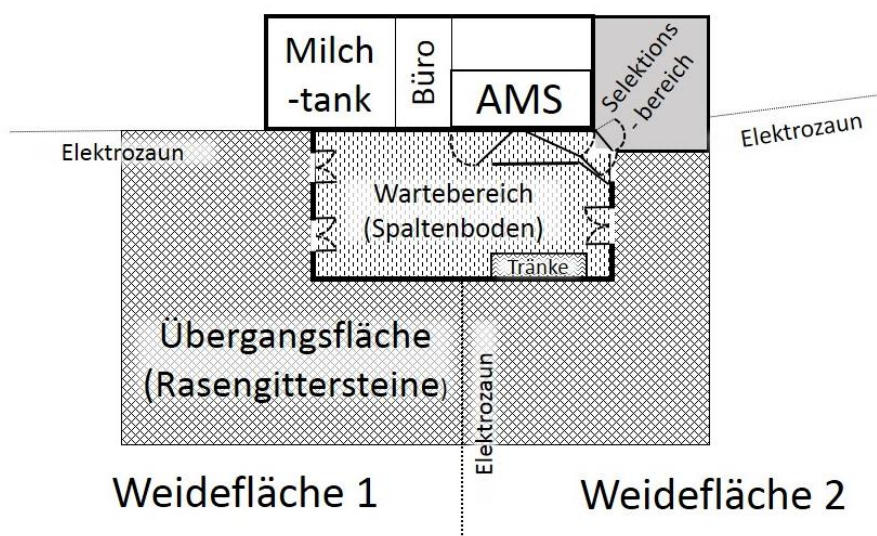 Milch
-tank
Büro
AMS
Selektions
- bereich
Elektrozaun
Elektrozaun
Wartebereich
(Spaltenboden)
Tränke
Übergangsfläche
(Rasengittersteine)
Elektrozaun
Weidefläche 1
Weidefläche 2